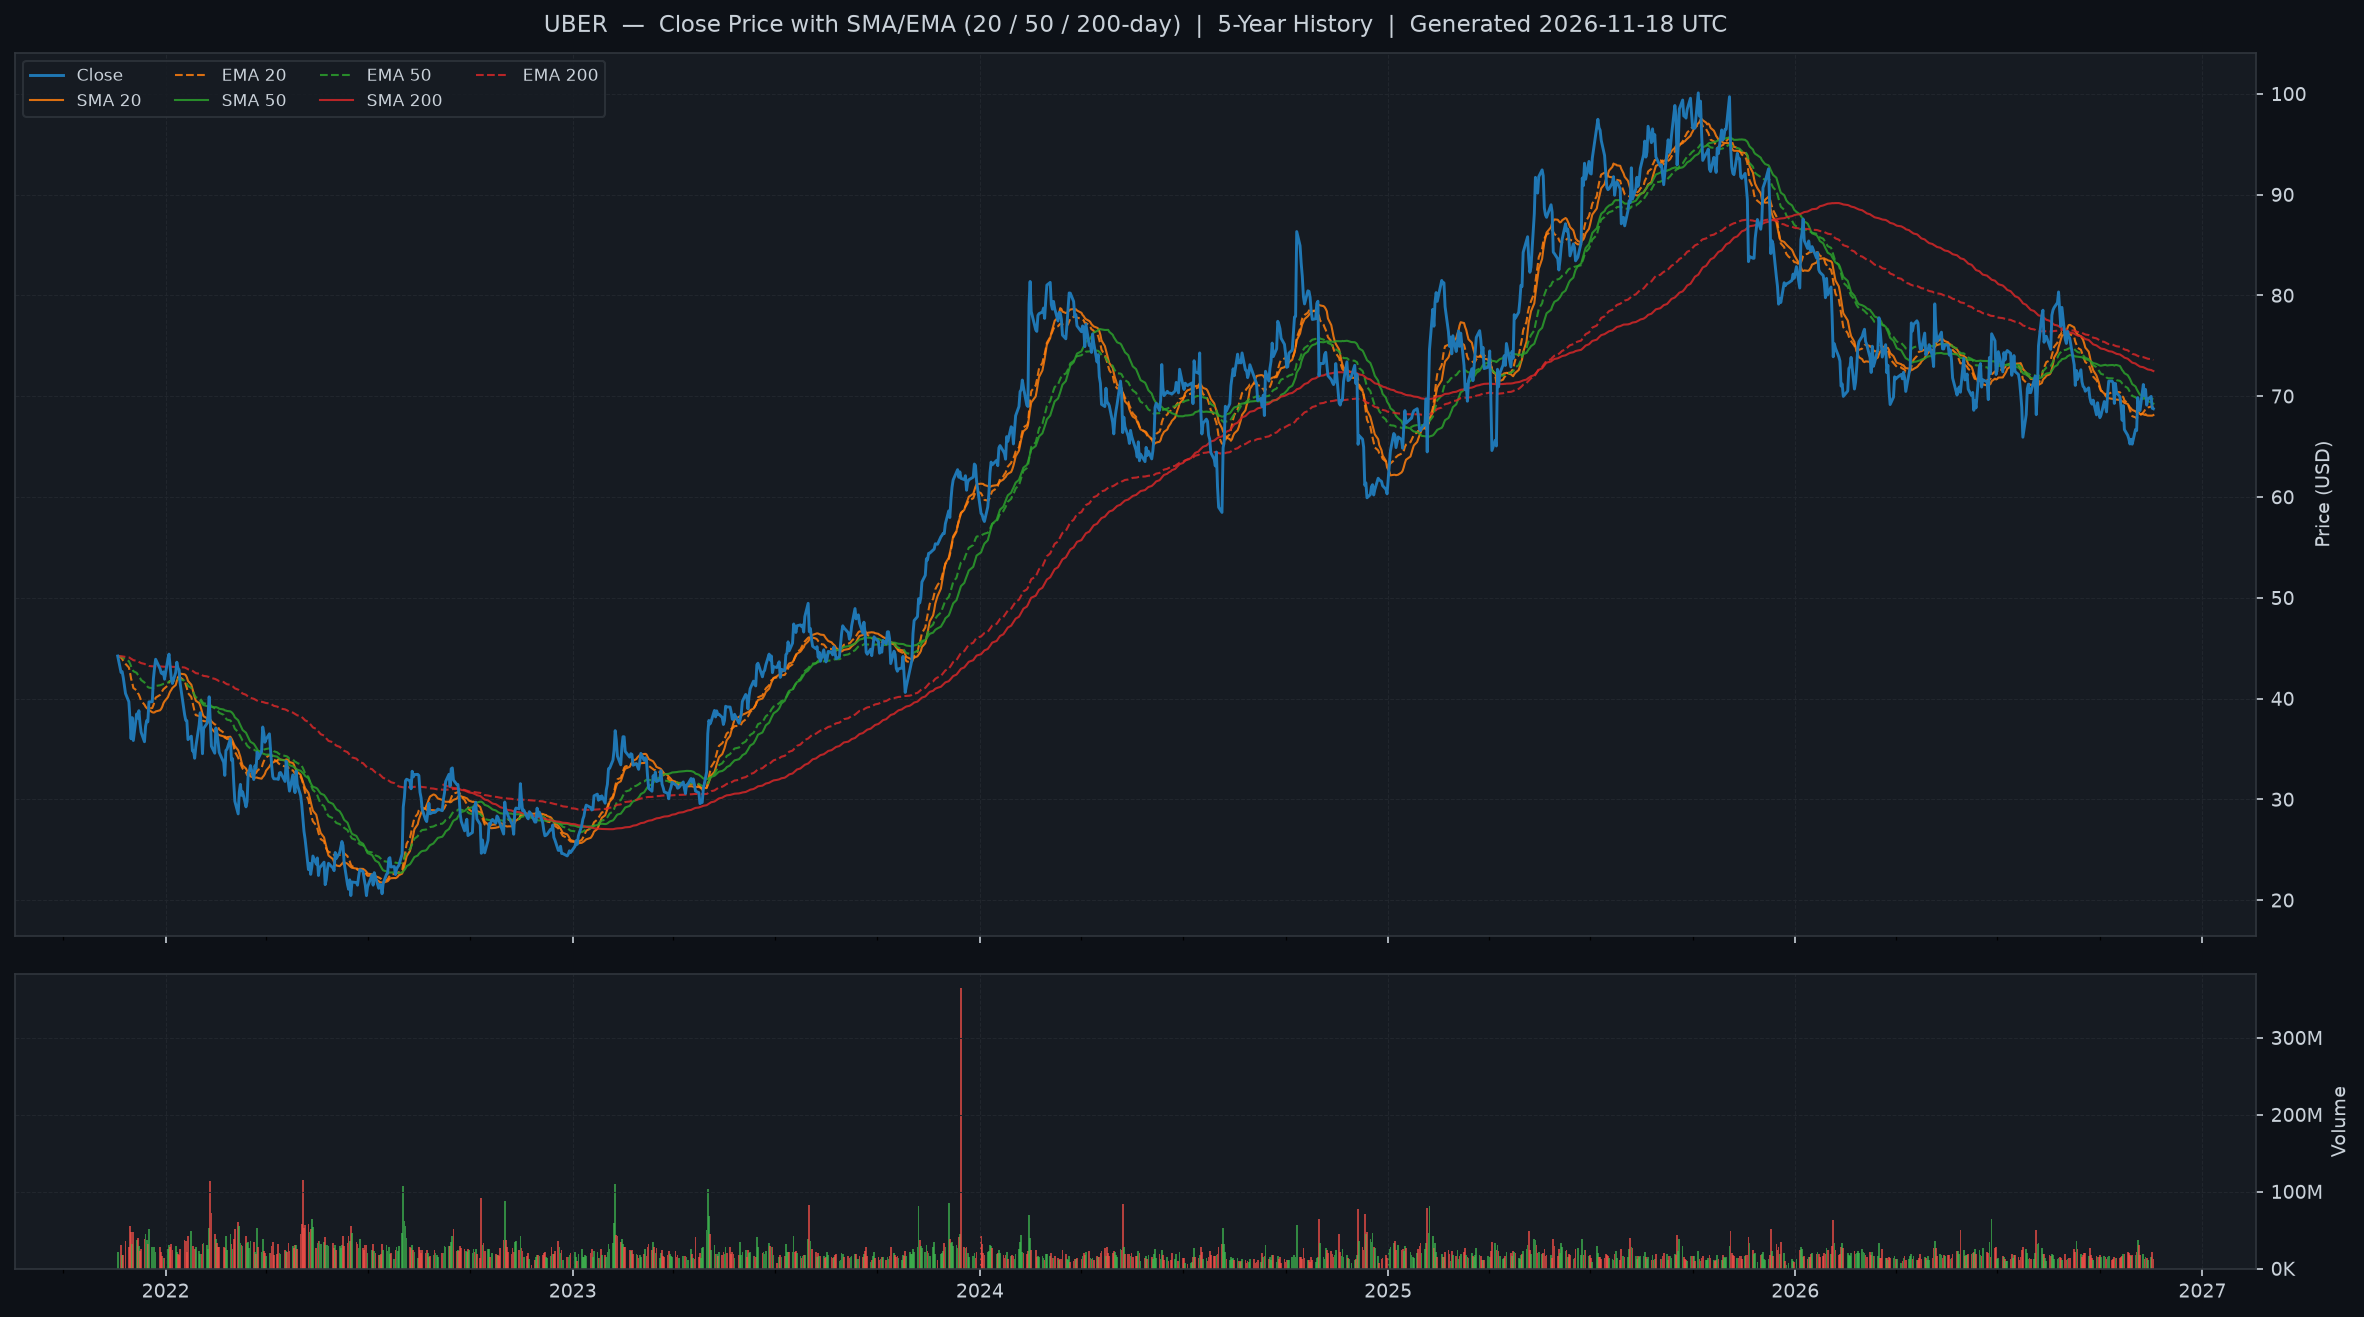 UBER — Close Price with SMA/EMA (20 / 50 / 200-day) | 5-Year History | Generated 2026-11-18 UTC
Close EMA 20 EMA 50 EMA 200
SMA 20 SMA 50 SMA 200
100
90
80
70
60
50
40
30
20
Price (USD)
300M
200M
100M
0K
Volume
2022 2023 2024 2025 2026 2027